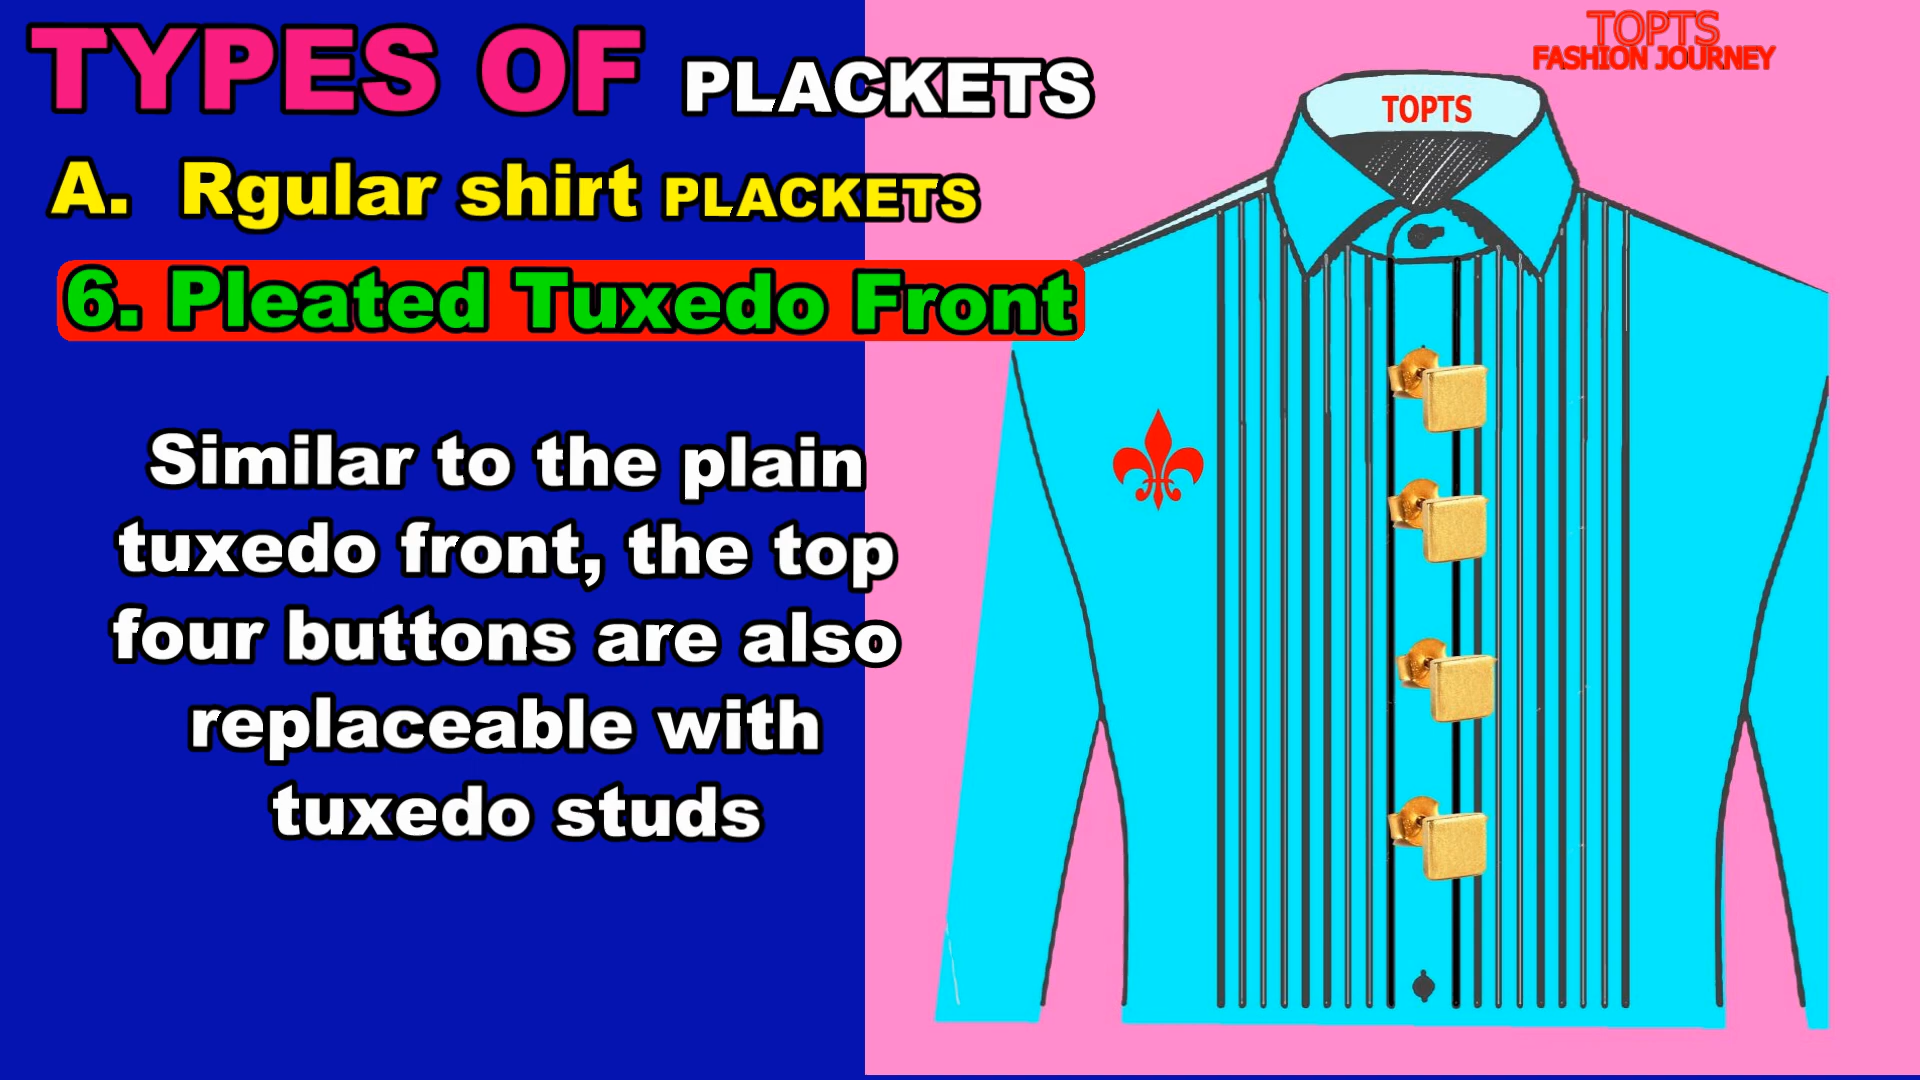 TYPES OF PLACKETS
A. Rgular shirt PLACKETS
6. Pleated Tuxedo Front
Similar to the plain
tuxedo front, the top
four buttons are also
replaceable with
tuxedo studs
TOPTS
FASHION JOURNEY
TOPTS